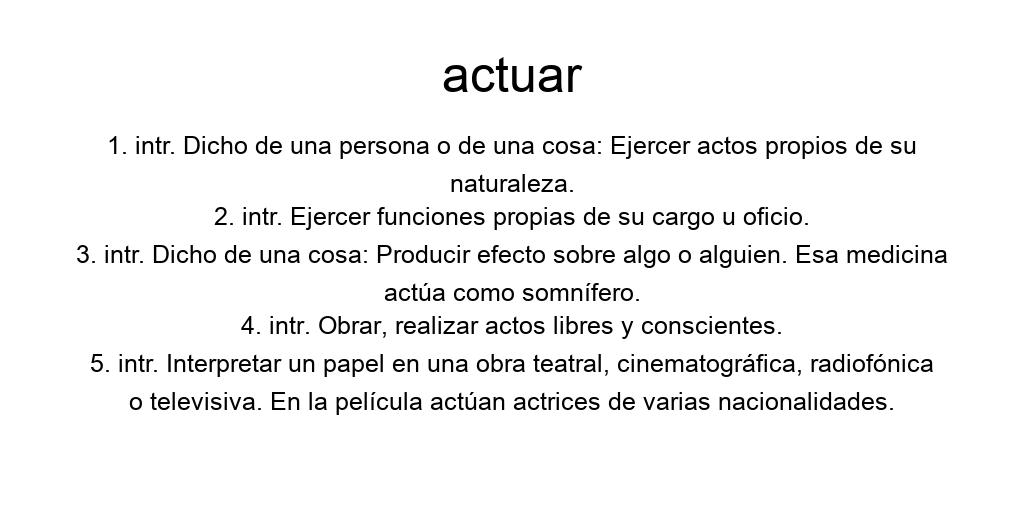 actuar
1. intr. Dicho de una persona o de una cosa: Ejercer actos propios de su
naturaleza.
2. intr. Ejercer funciones propias de su cargo u oficio.
3. intr. Dicho de una cosa: Producir efecto sobre algo o alguien. Esa medicina
actúa como somnífero.
4. intr. Obrar, realizar actos libres y conscientes.
5. intr. Interpretar un papel en una obra teatral, cinematográfica, radiofónica
o televisiva. En la película actúan actrices de varias nacionalidades.